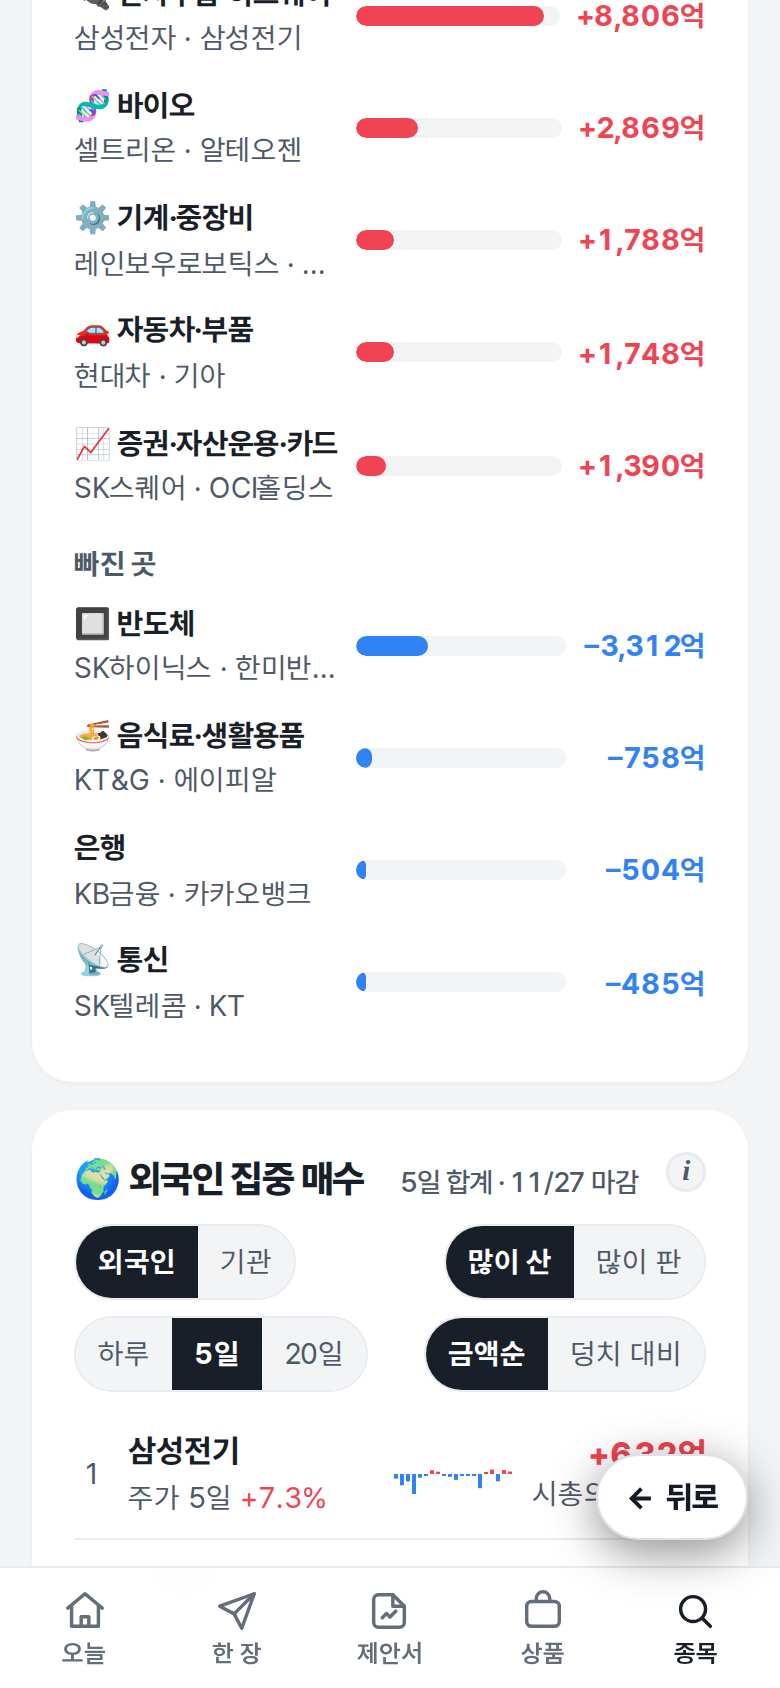 +8,806억
삼성전자 · 삼성전기
바이오
+2,869억
셀트리온 · 알테오젠
기계·중장비
+1,788억
레인보우로보틱스 · ...
자동차·부품
+1,748억
현대차 · 기아
증권·자산운용·카드
+1,390억
SK스퀘어 · OCI홀딩스
빠진 곳
반도체
−3,312억
SK하이닉스 · 한미반...
음식료·생활용품
−758억
KT&G · 에이피알
은행
−504억
KB금융 · 카카오뱅크
통신
−485억
SK텔레콤 · KT
외국인 집중 매수 5일 합계 · 11/27 마감 i
외국인 기관 많이 산 많이 판
하루 5일 20일 금액순 덩치 대비
1 삼성전기
주가 5일 +7.3%
← 뒤로
오늘 한 장 제안서 상품 종목